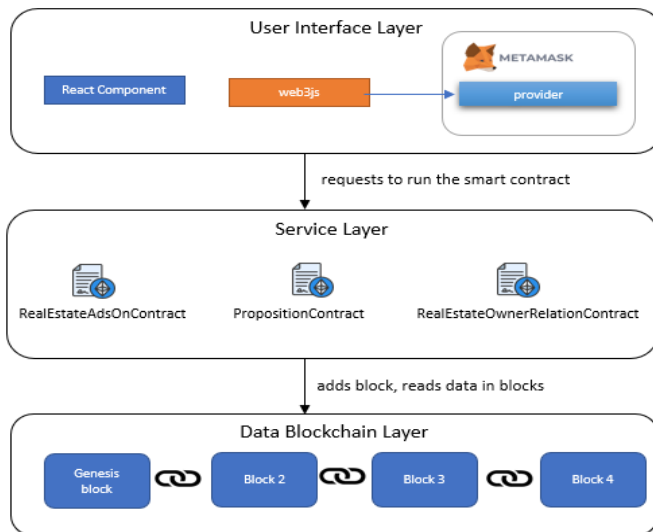 User Interface Layer
METAMASK
React Component
web3js
provider
requests to run the smart contract
Service Layer
RealEstateAdsOnContract
PropositionContract
RealEstateOwnerRelationContract
adds block, reads data in blocks
Data Blockchain Layer
Genesis
block
Block 2
Block 3
Block 4